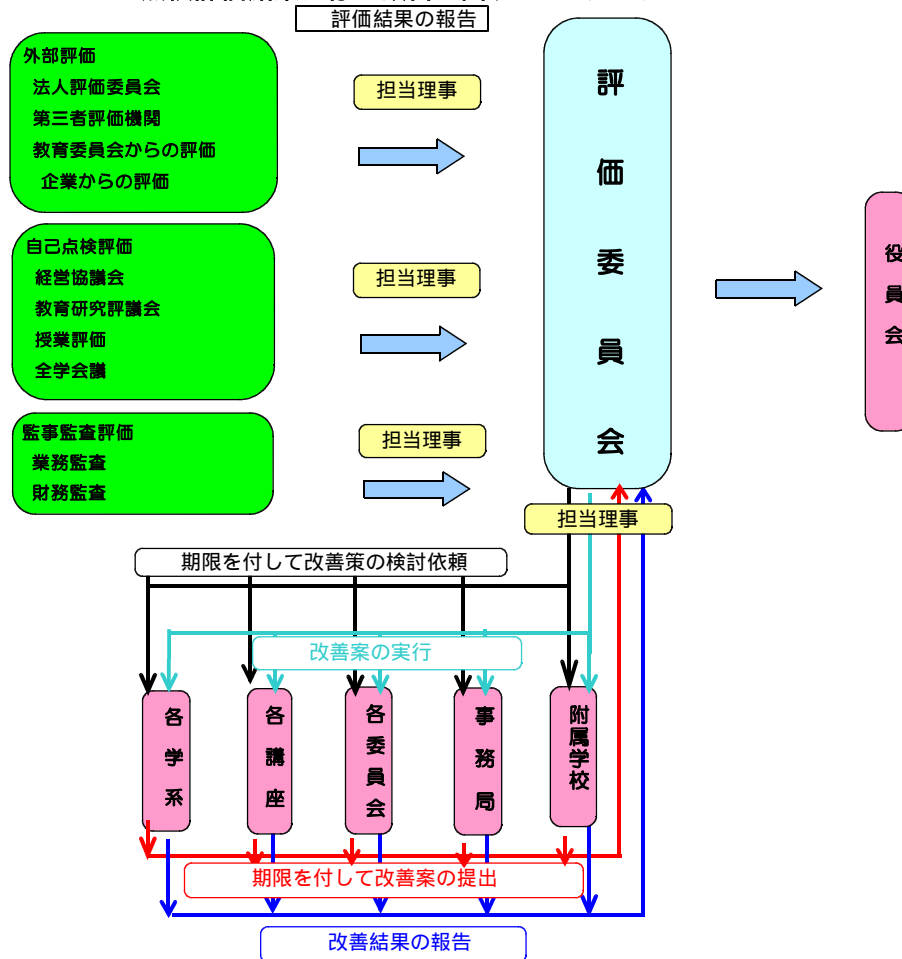 評価結果の報告
外部評価
法人評価委員会
第三者評価機関
教育委員会からの評価
企業からの評価
担当理事
自己点検評価
経営協議会
教育研究評議会
授業評価
全学会議
担当理事
監事監査評価
業務監査
財務監査
担当理事
評価委員会
役員会
担当理事
期限を付して改善策の検討依頼
改善案の実行
各学系
各講座
各委員会
事務局
附属学校
期限を付して改善案の提出
改善結果の報告